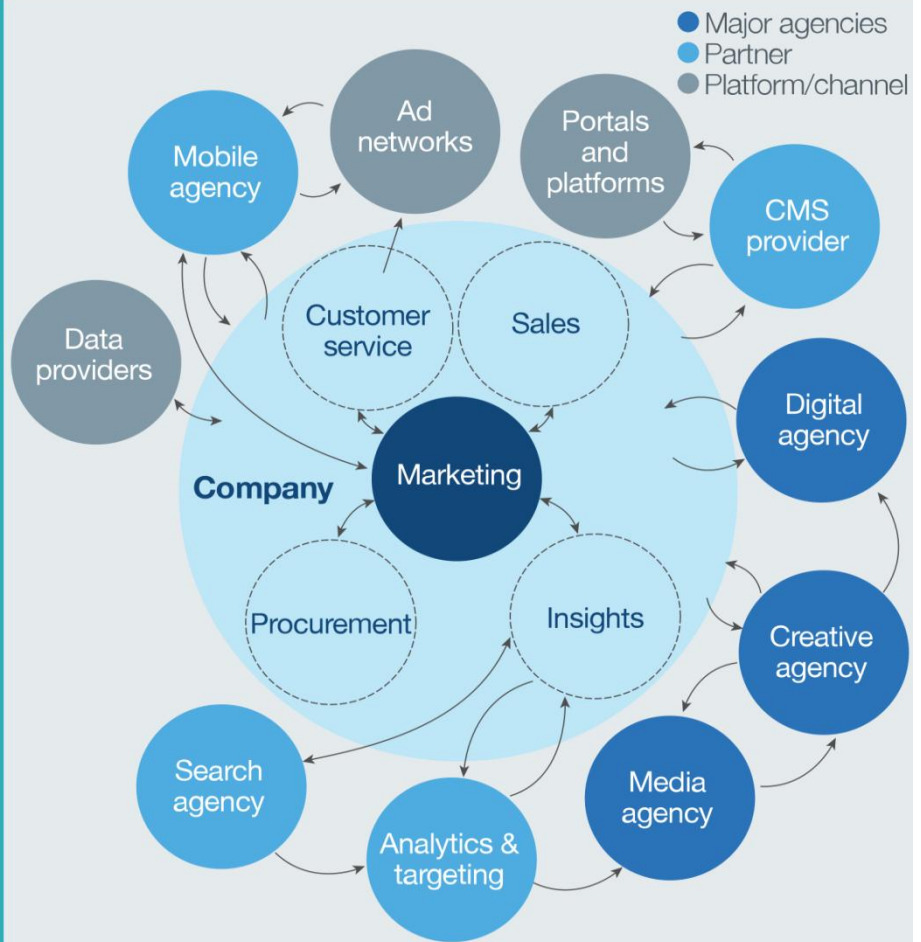 Major agencies
Partner
Platform/channel
Ad
networks
Portals
and
platforms
Mobile
agency
CMS
provider
Customer
service
Sales
Data
providers
Digital
agency
Marketing
Company
Procurement
Insights
Creative
agency
Search
agency
Media
agency
Analytics &
targeting